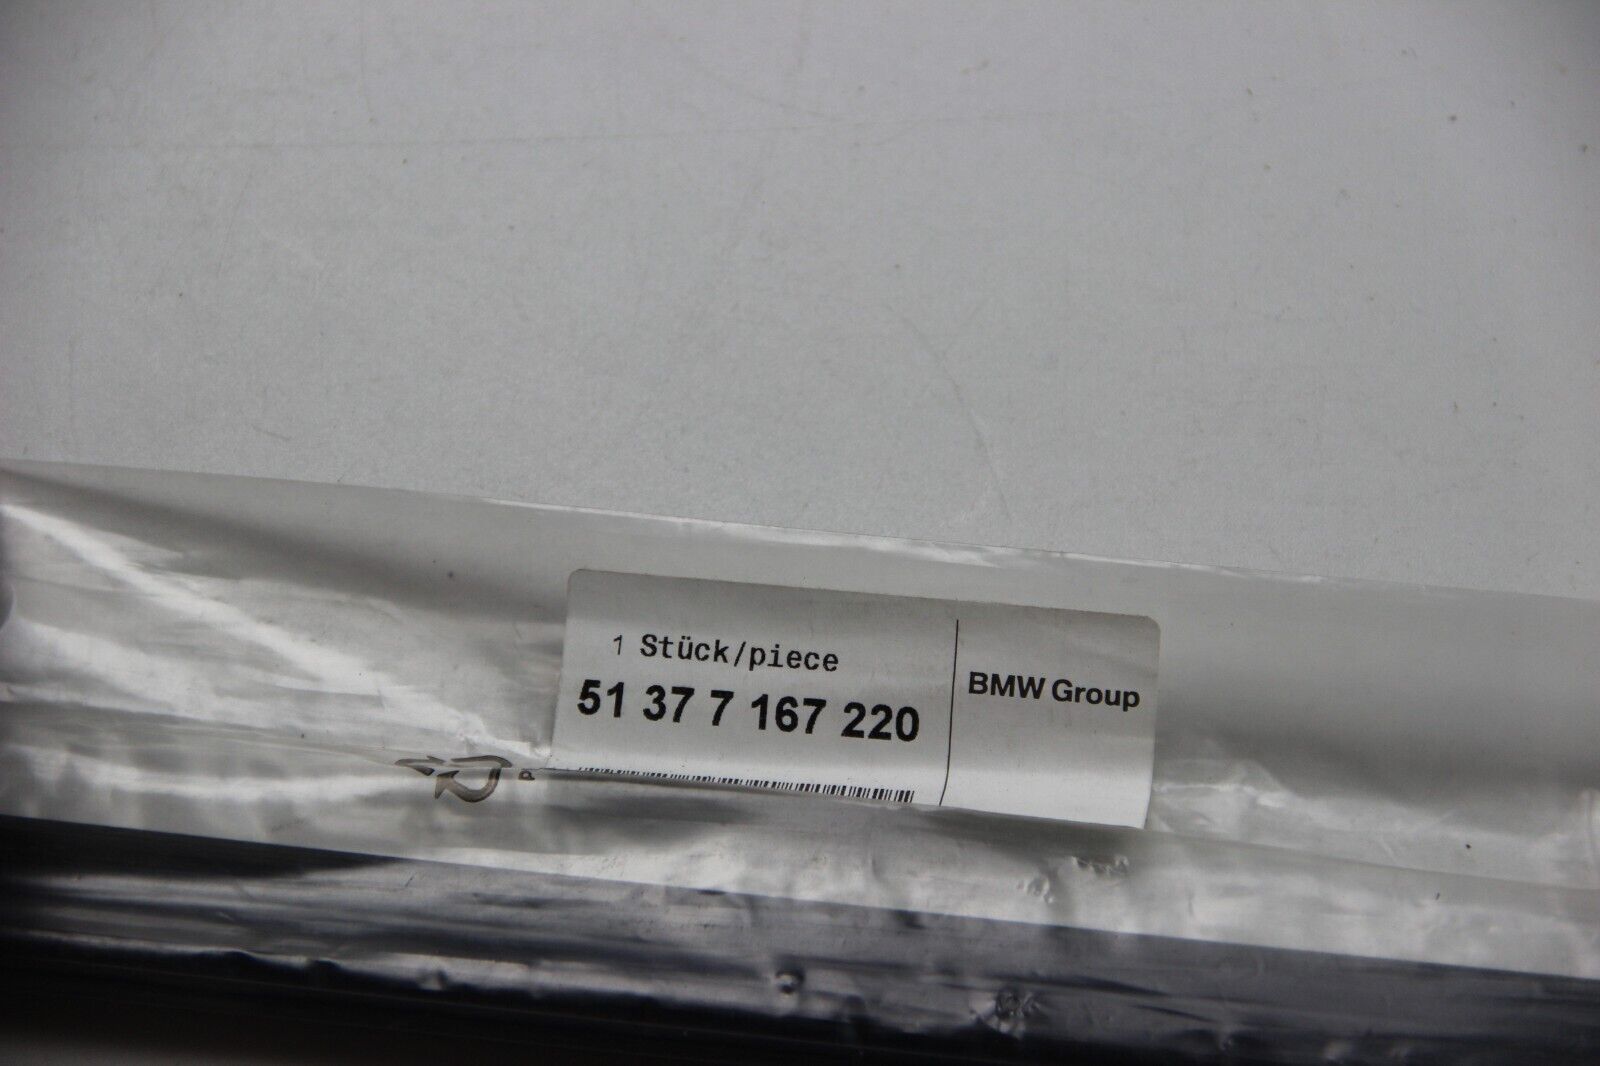 1 Stück/piece
51 37 7 167 220
BMW Group
P